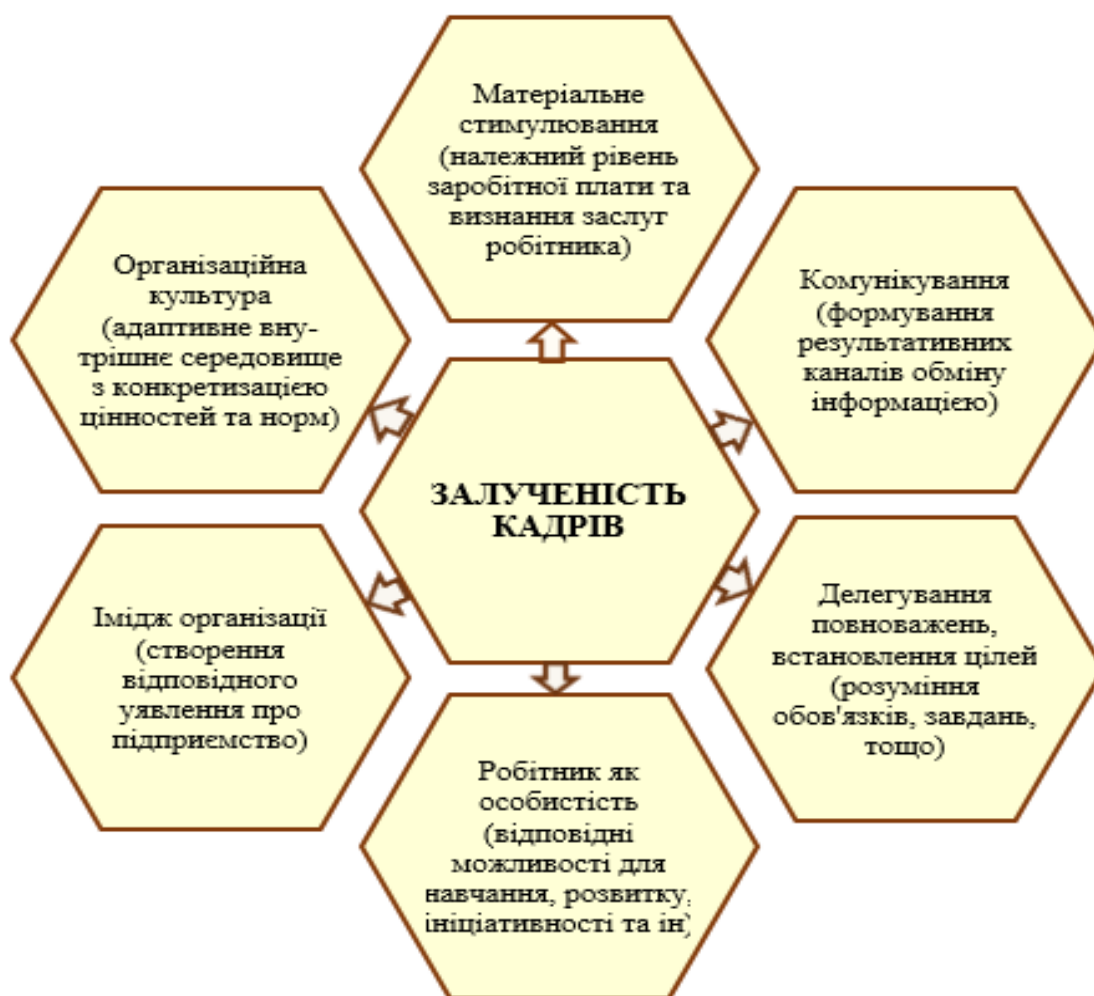 Матеріальне
стимулювання
(належний рівень
заробітної плати та
визнання заслуг
робітника)
Організаційна
культура
(адаптивне вну-
трішнє середовище
з конкретизацією
цінностей та норм)
Комунікування
(формування
результативних
каналів обміну
інформацією)
ЗАЛУЧЕНІСТЬ
КАДРІВ
Імідж організації
(створення
відповідного
уявлення про
підприємство)
Делегування
повноважень,
встановлення цілей
(розуміння
обов'язків, завдань,
тощо)
Робітник як
особистість
(відповідні
можливості для
навчання, розвитку,
ініціативності та ін)